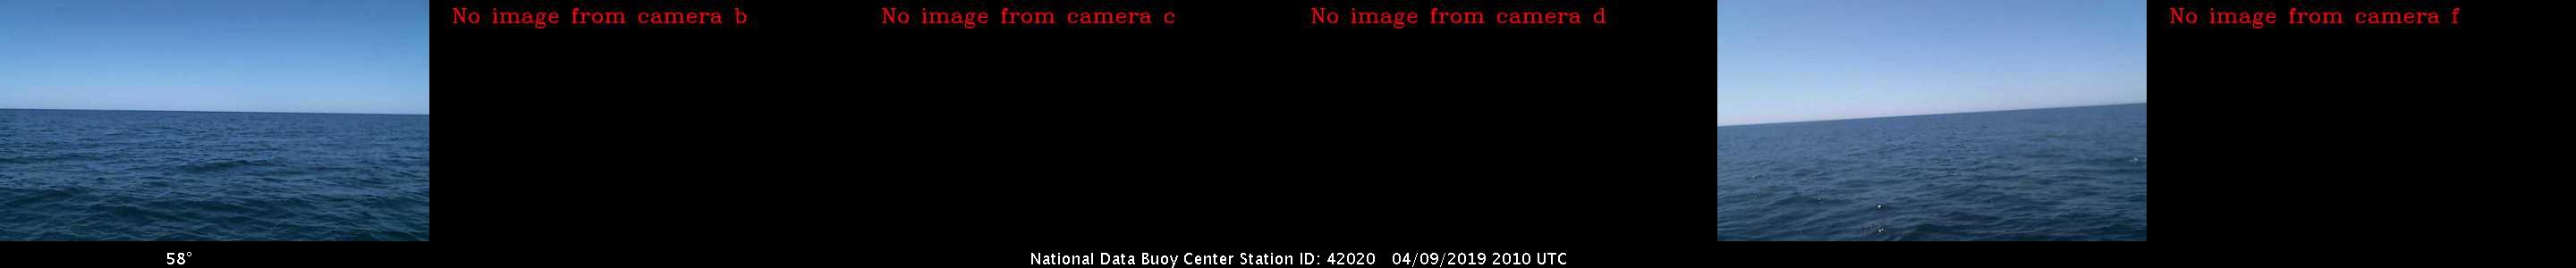 No image from camera b
No image from camera c
No image from camera d
No image from camera f
58°
National Data Buoy Center Station ID: 42020 04/09/2019 2010 UTC